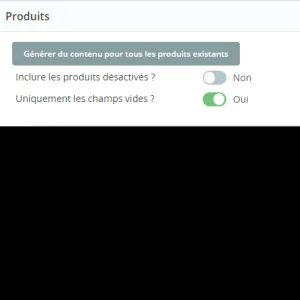 Produits
Générer du contenu pour tous les produits existants
Inclure les produits désactivés ? Non
Uniquement les champs vides ? Oui